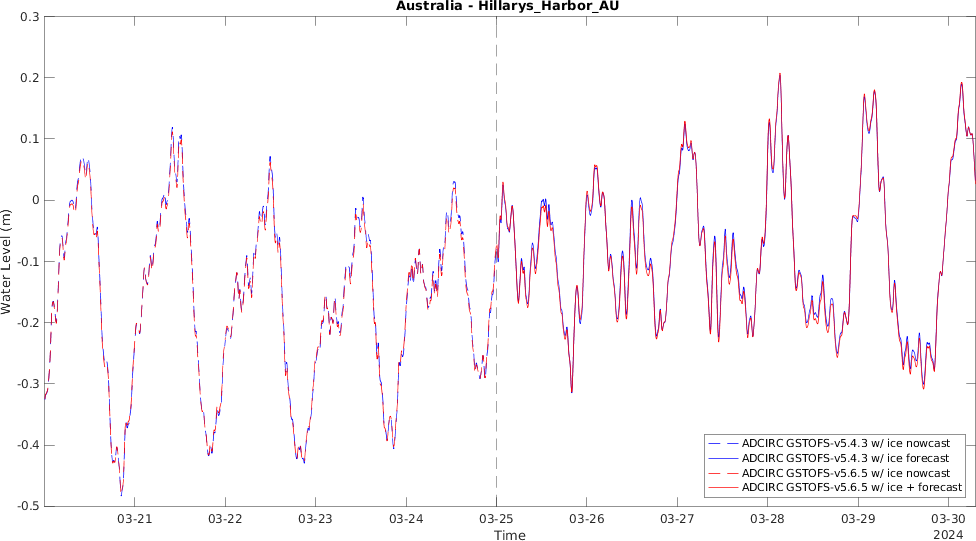 Australia - Hillarys_Harbor_AU
0.3
0.2
0.1
0
-0.1
-0.2
-0.3
-0.4
-0.5
Water Level (m)
ADCIRC GSTOFS-v5.4.3 w/ ice nowcast
ADCIRC GSTOFS-v5.4.3 w/ ice forecast
ADCIRC GSTOFS-v5.6.5 w/ ice nowcast
ADCIRC GSTOFS-v5.6.5 w/ ice + forecast
03-21 03-22 03-23 03-24 03-25 03-26 03-27 03-28 03-29 03-30
Time 2024